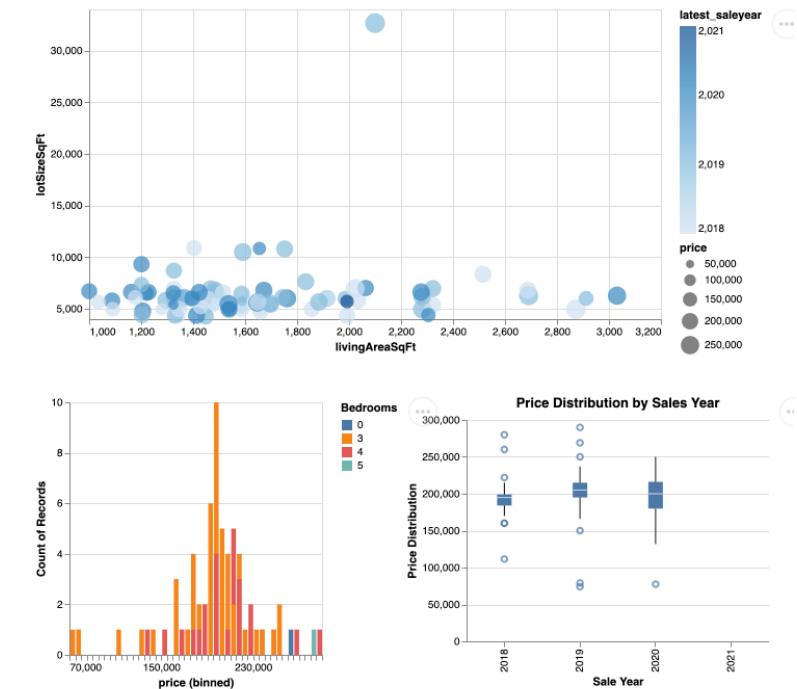 latest_saleyear
2,021
2,020
2,019
2,018
price
50,000
100,000
150,000
200,000
250,000
lotSizeSqFt
30,000
25,000
20,000
15,000
10,000
5,000
1,000 1,200 1,400 1,600 1,800 2,000 2,200 2,400 2,600 2,800 3,000 3,200
livingAreaSqFt
Count of Records
10
8
6
4
2
0
70,000 150,000 230,000
price (binned)
Bedrooms
0
3
4
5
Price Distribution by Sales Year
Price Distribution
300,000
250,000
200,000
150,000
100,000
50,000
0
2018 2019 2020 2021
Sale Year